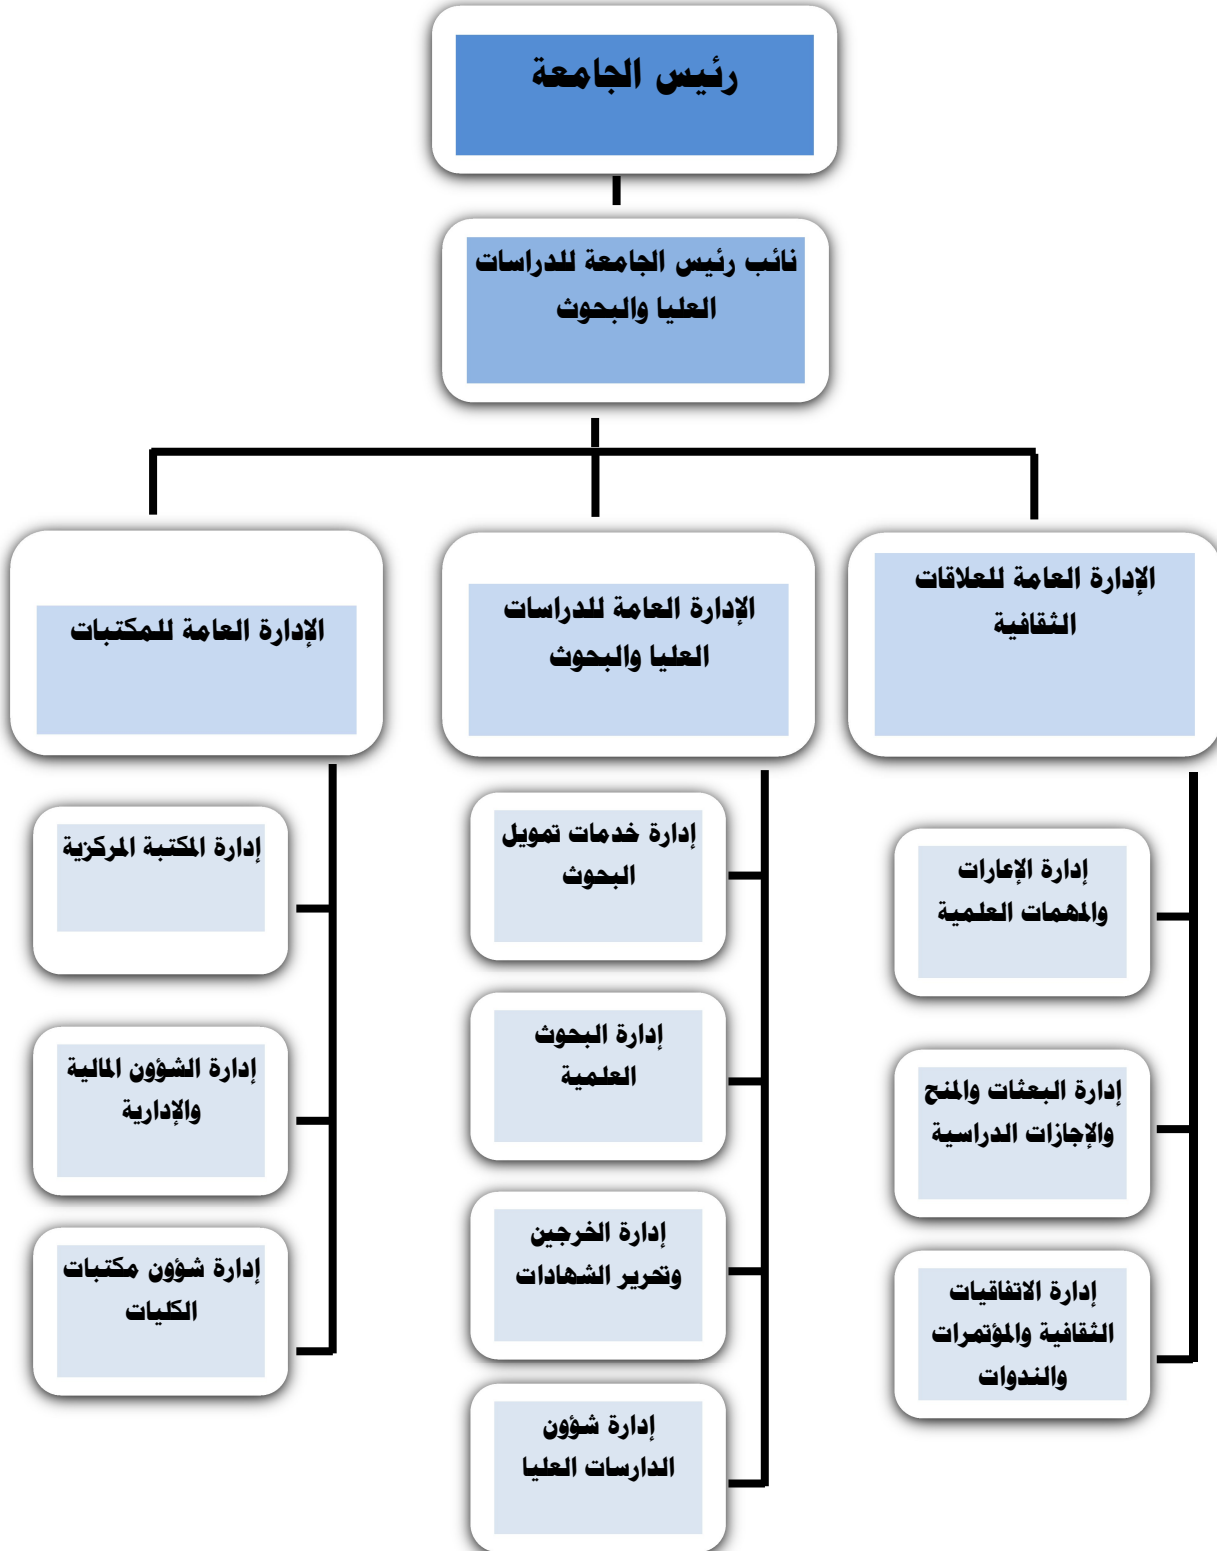 رئيس الجامعة
نائب رئيس الجامعة للدراسات
العليا والبحوث
الإدارة العامة للعلاقات
الثقافية
إدارة الإعارات
والمهمات العلمية
إدارة البعثات والمنح
والإجازات الدراسية
إدارة الاتفاقيات
الثقافية والمؤتمرات
والندوات
الإدارة العامة للدراسات
العليا والبحوث
إدارة خدمات تمويل
البحوث
إدارة البحوث
العلمية
إدارة الخرجين
وتحرير الشهادات
إدارة شؤون
الدارسات العليا
الإدارة العامة للمكتبات
إدارة المكتبة المركزية
إدارة الشؤون المالية
والإدارية
إدارة شؤون مكتبات
الكليات